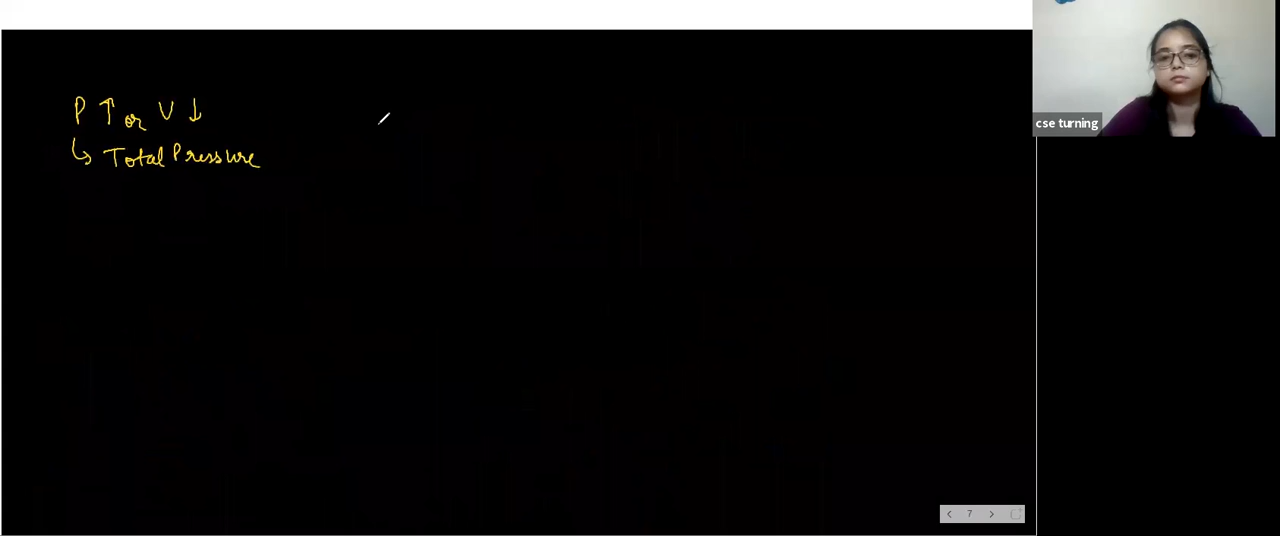 P ↑ or V ↓
↳ Total Pressure
cse turning
< 7 >